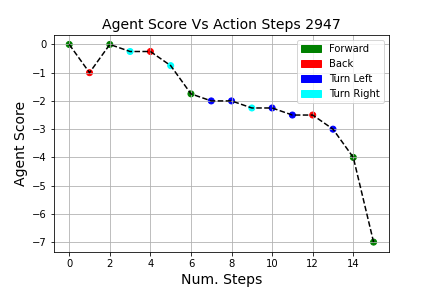 Agent Score Vs Action Steps 2947
Forward
Back
Turn Left
Turn Right
0
−1
−2
−3
−4
−5
−6
−7
Agent Score
0 2 4 6 8 10 12 14
Num. Steps